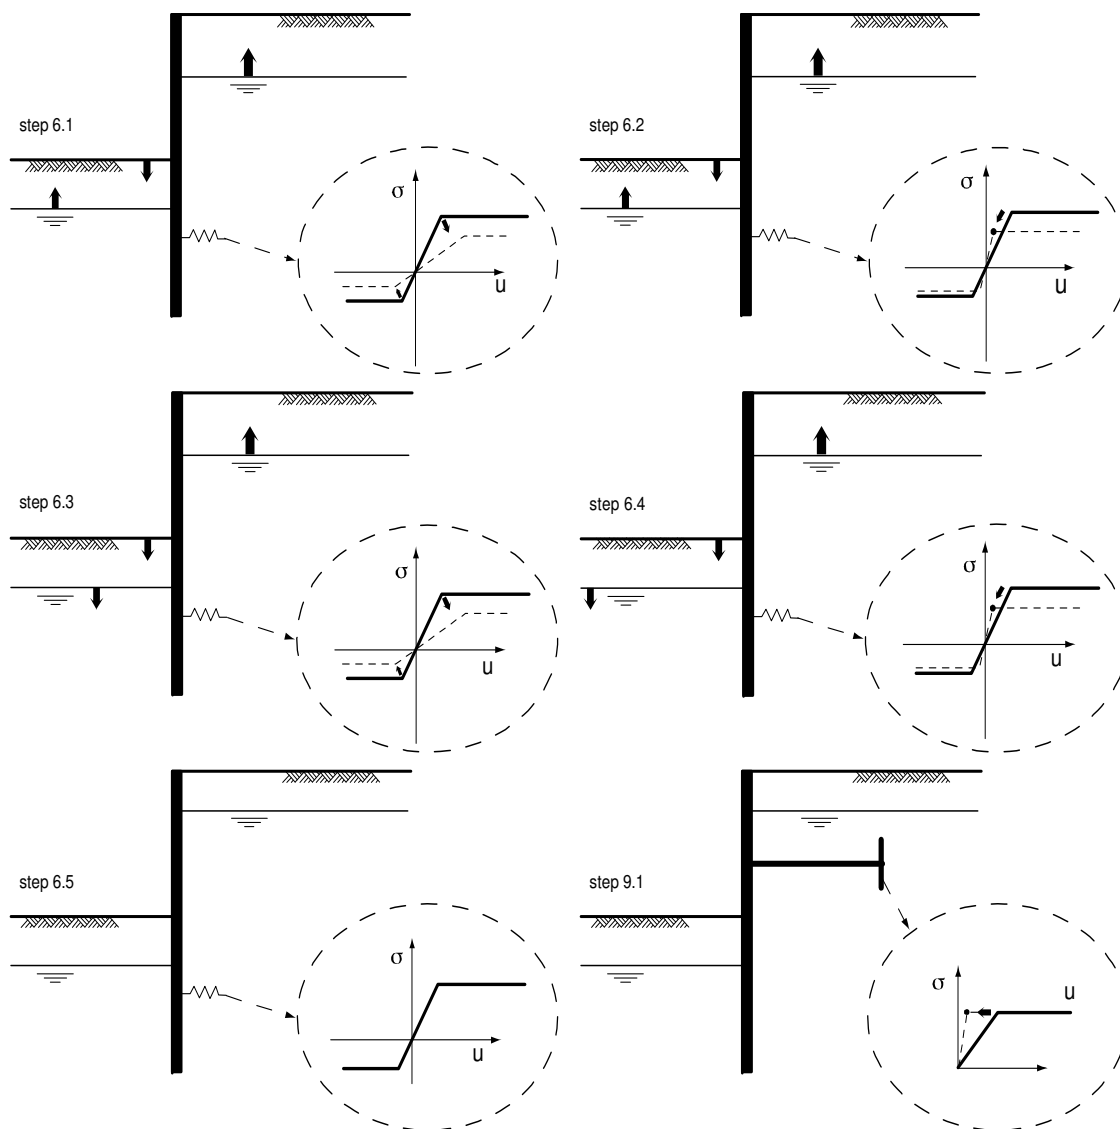 step 6.1
σ
u
step 6.2
σ
u
step 6.3
σ
u
step 6.4
σ
u
step 6.5
σ
u
step 9.1
σ
u